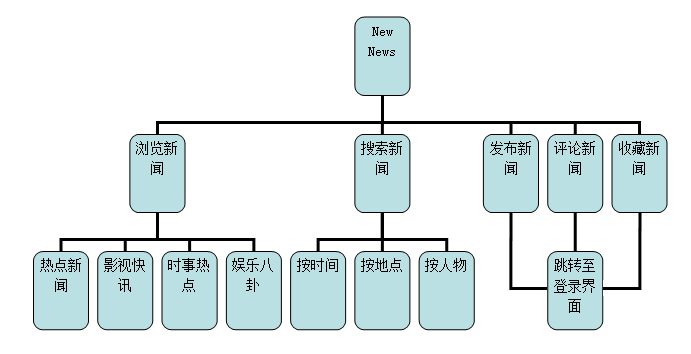 New
News
浏览新
闻
搜索新
闻
发布新
闻
评论新
闻
收藏新
闻
热点新
闻
影视快
讯
时事热
点
娱乐八
卦
按时间
按地点
按人物
跳转至
登录界
面